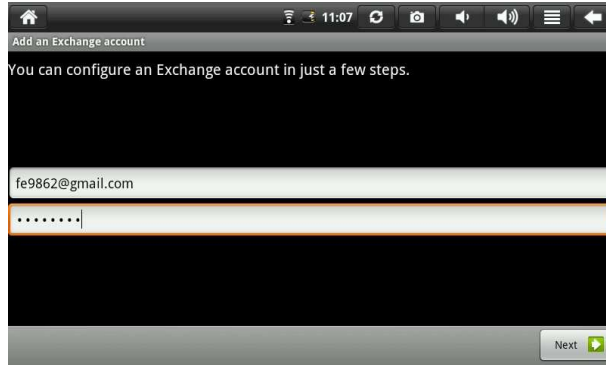 11:07
Add an Exchange account
You can configure an Exchange account in just a few steps.
fe9862@gmail.com
••••••••
Next